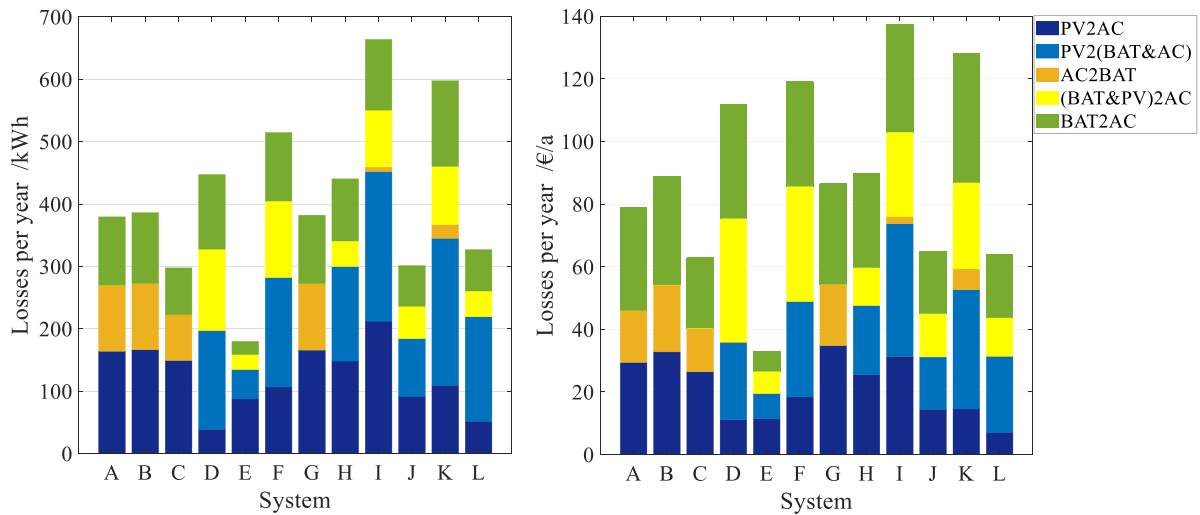 Losses per year /kWh
700
600
500
400
300
200
100
0
A B C D E F G H I J K L
System
Losses per year /€/a
140
120
100
80
60
40
20
0
A B C D E F G H I J K L
System
PV2AC
PV2(BAT&AC)
AC2BAT
(BAT&PV)2AC
BAT2AC